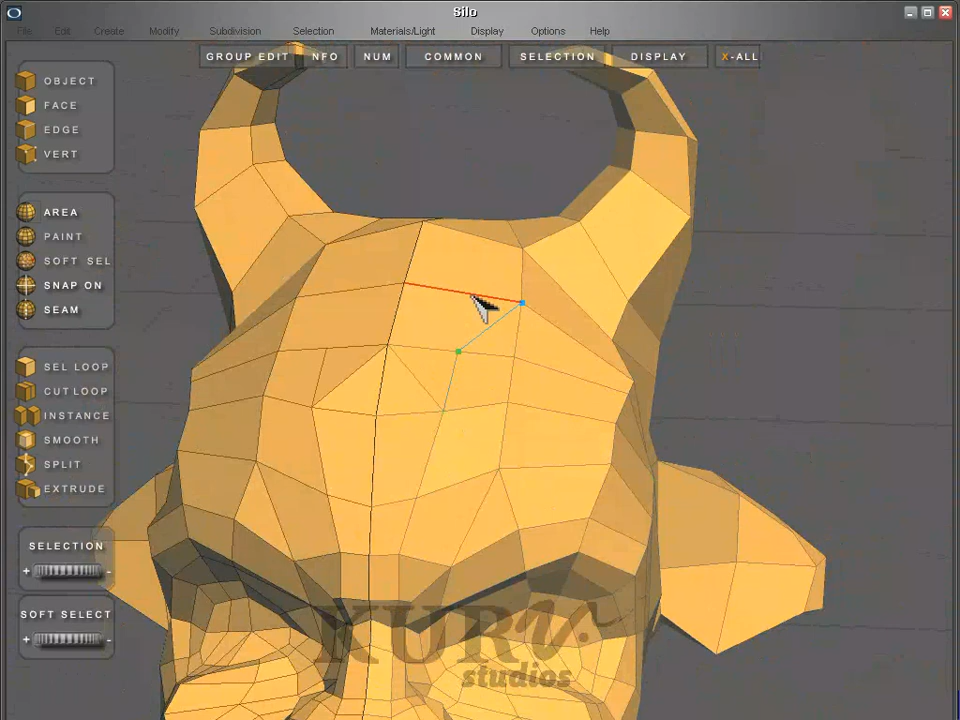 Silo
File Edit Create Modify Subdivision Selection Materials/Light Display Options Help
GROUP EDIT NFO NUM COMMON SELECTION DISPLAY X-ALL
OBJECT
FACE
EDGE
VERT
AREA
PAINT
SOFT SEL
SNAP ON
SEAM
SEL LOOP
CUT LOOP
INSTANCE
SMOOTH
SPLIT
EXTRUDE
SELECTION
+ -
SOFT SELECT
+ -
KURV
studios